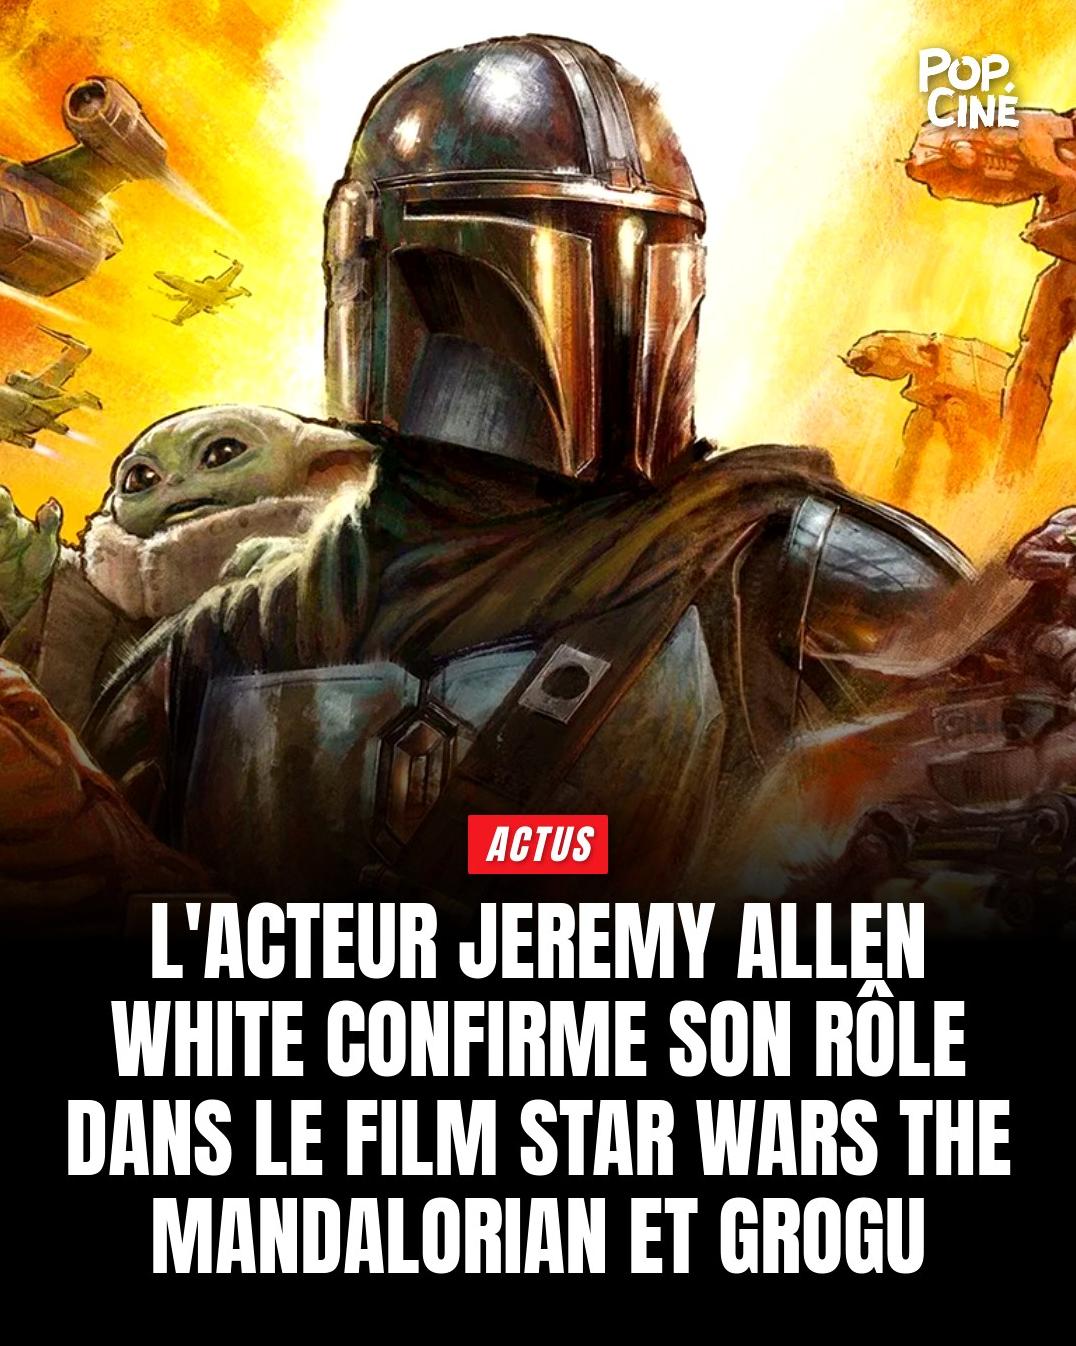 POP.
CINÉ
ACTUS
L'ACTEUR JEREMY ALLEN
WHITE CONFIRME SON RÔLE
DANS LE FILM STAR WARS THE
MANDALORIAN ET GROGU